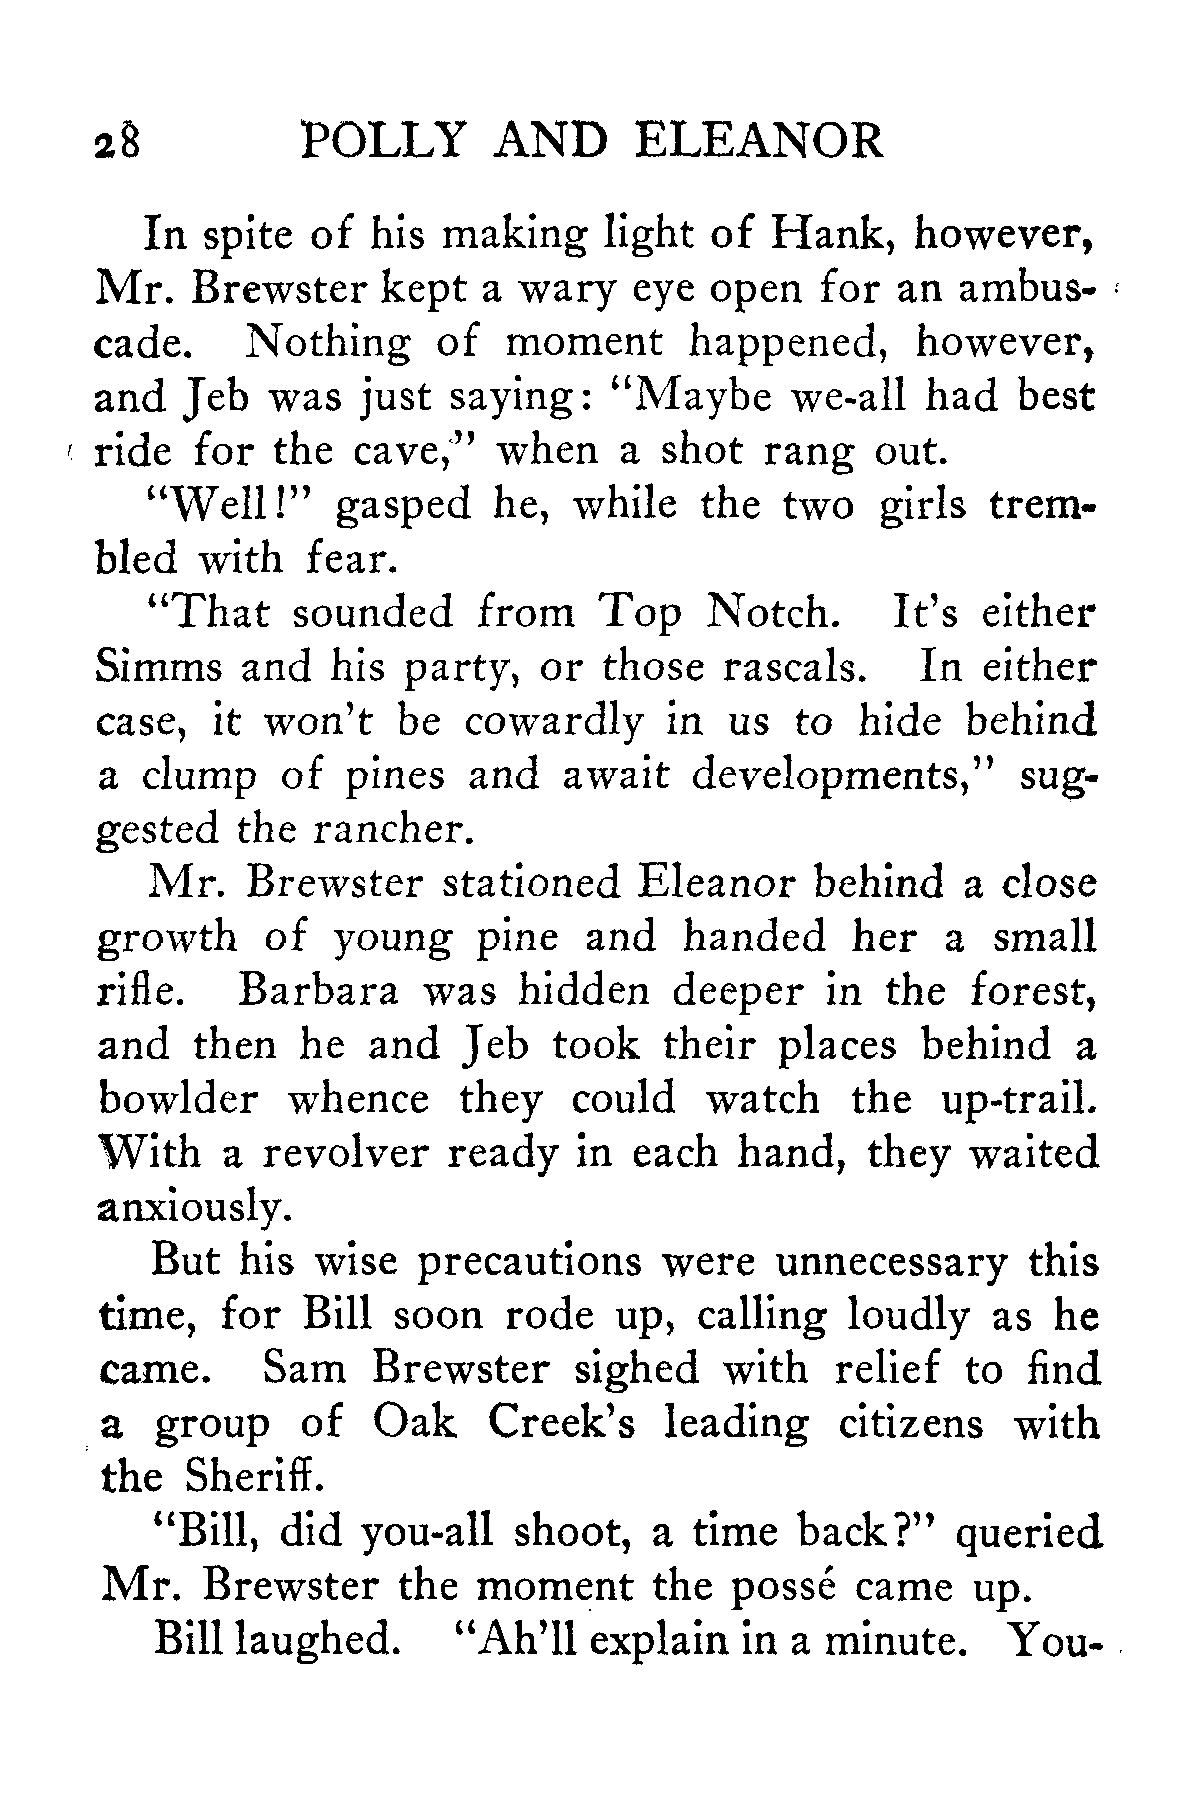 28 POLLY AND ELEANOR
In spite of his making light of Hank, however,
Mr. Brewster kept a wary eye open for an ambus-
cade. Nothing of moment happened, however,
and Jeb was just saying: “Maybe we-all had best
ride for the cave,” when a shot rang out.
“Well!” gasped he, while the two girls trem-
bled with fear.
“That sounded from Top Notch. It’s either
Simms and his party, or those rascals. In either
case, it won’t be cowardly in us to hide behind
a clump of pines and await developments,” sug-
gested the rancher.
Mr. Brewster stationed Eleanor behind a close
growth of young pine and handed her a small
rifle. Barbara was hidden deeper in the forest,
and then he and Jeb took their places behind a
bowlder whence they could watch the up-trail.
With a revolver ready in each hand, they waited
anxiously.
But his wise precautions were unnecessary this
time, for Bill soon rode up, calling loudly as he
came. Sam Brewster sighed with relief to find
a group of Oak Creek’s leading citizens with
the Sheriff.
“Bill, did you-all shoot, a time back?” queried
Mr. Brewster the moment the possé came up.
Bill laughed. “Ah’ll explain in a minute. You-